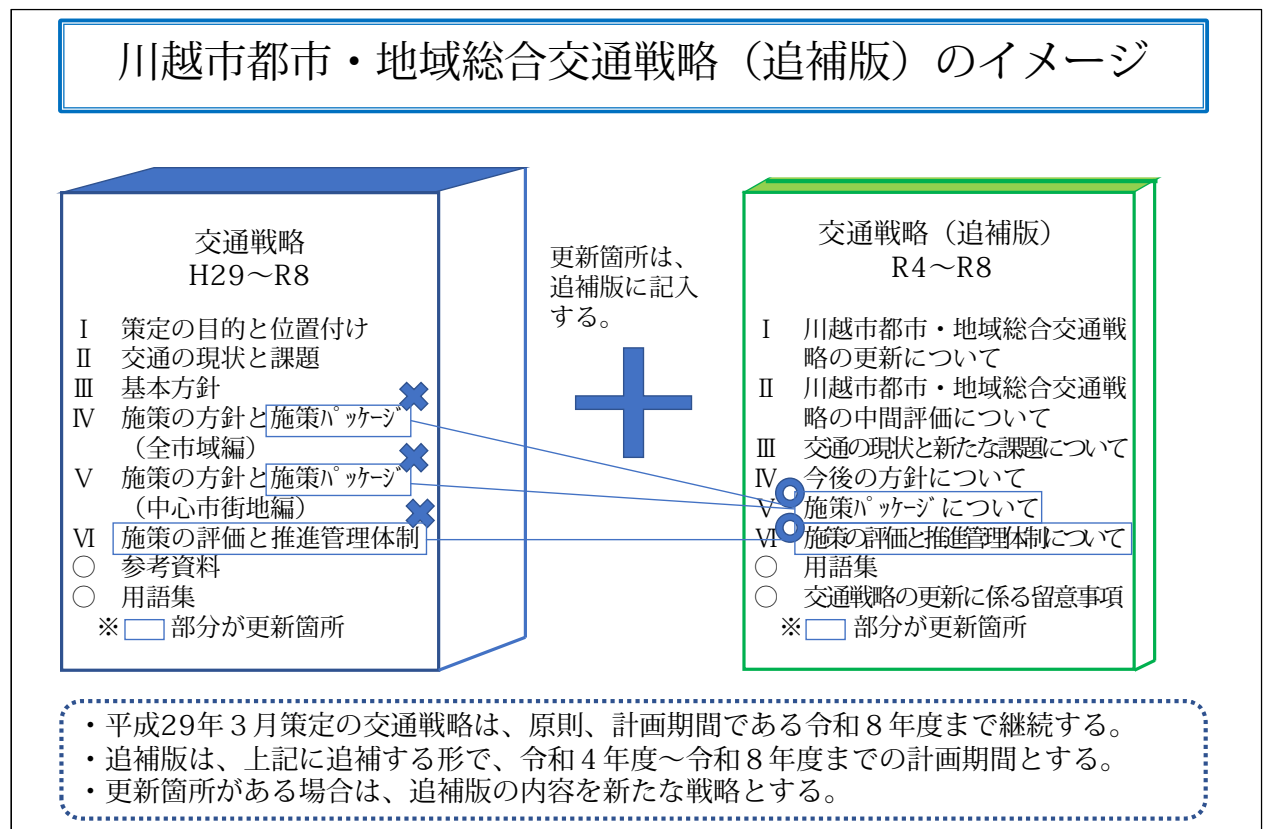 川越市都市・地域総合交通戦略（追補版）のイメージ
交通戦略
H29～R8
Ⅰ 策定の目的と位置付け
Ⅱ 交通の現状と課題
Ⅲ 基本方針
Ⅳ 施策の方針と施策パッケージ
（全市域編）
Ⅴ 施策の方針と施策パッケージ
（中心市街地編）
Ⅵ 施策の評価と推進管理体制
○ 参考資料
○ 用語集
※ 部分が更新箇所
更新箇所は、
追補版に記入
する。
交通戦略（追補版）
R4～R8
Ⅰ 川越市都市・地域総合交通戦
略の更新について
Ⅱ 川越市都市・地域総合交通戦
略の中間評価について
Ⅲ 交通の現状と新たな課題について
Ⅳ 今後の方針について
Ⅴ 施策パッケージについて
Ⅵ 施策の評価と推進管理体制について
○ 用語集
○ 交通戦略の更新に係る留意事項
※ 部分が更新箇所
・平成29年３月策定の交通戦略は、原則、計画期間である令和８年度まで継続する。
・追補版は、上記に追補する形で、令和４年度～令和８年度までの計画期間とする。
・更新箇所がある場合は、追補版の内容を新たな戦略とする。